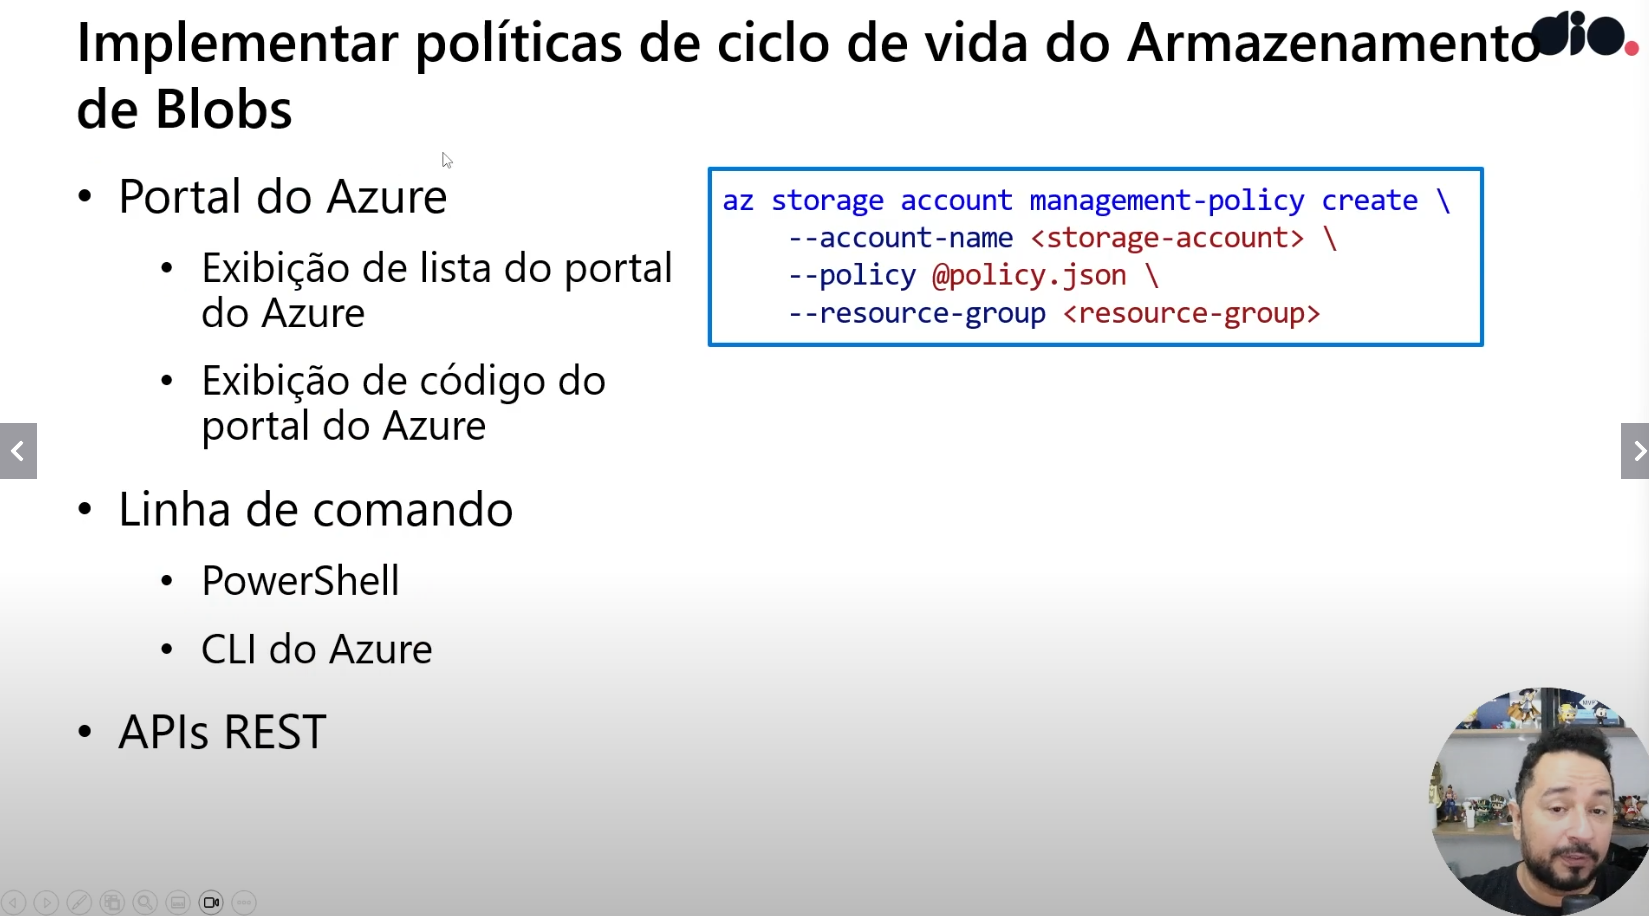 Implementar políticas de ciclo de vida do Armazenamento
de Blobs
dio.
• Portal do Azure
• Exibição de lista do portal
do Azure
• Exibição de código do
portal do Azure
• Linha de comando
• PowerShell
• CLI do Azure
• APIs REST
az storage account management-policy create \
--account-name <storage-account> \
--policy @policy.json \
--resource-group <resource-group>
MVP